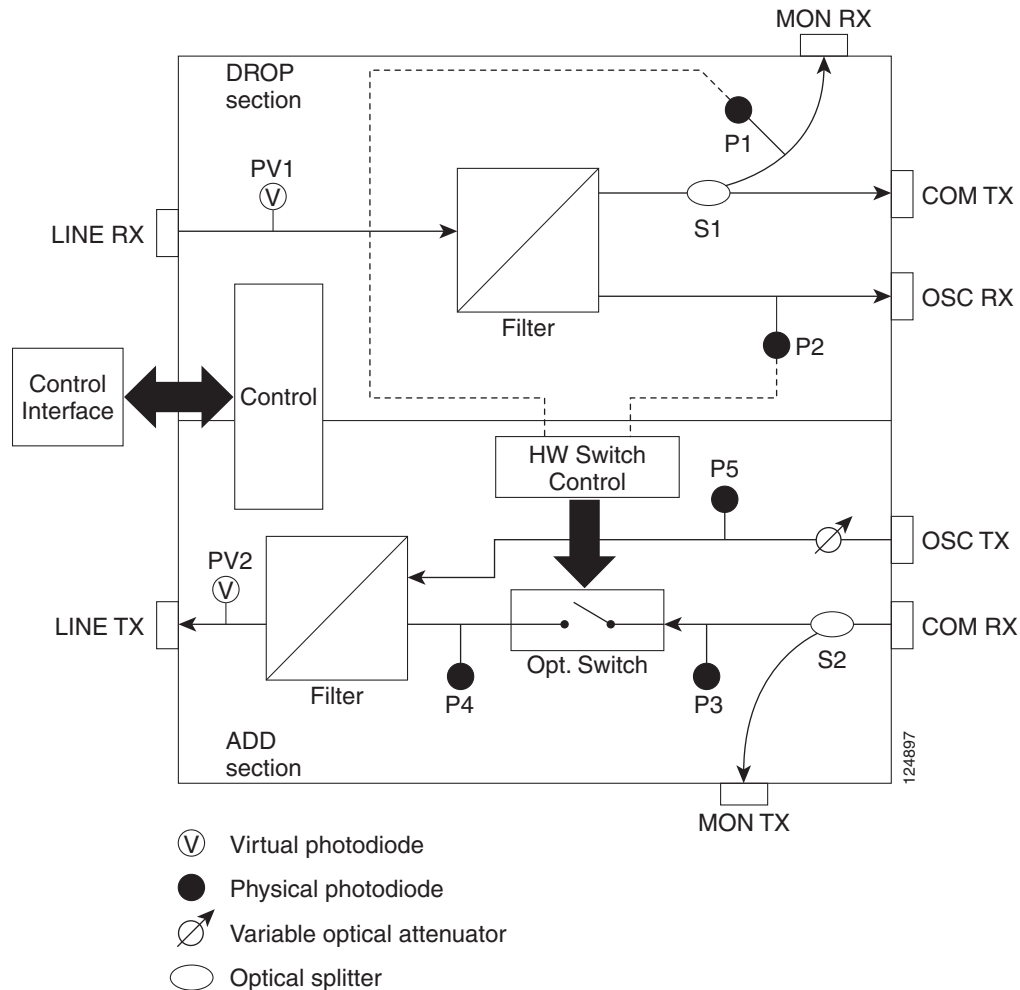 MON RX
DROP
section
P1
PV1
V
COM TX
S1
LINE RX
OSC RX
Filter
P2
Control
Interface
Control
HW Switch
Control
P5
OSC TX
PV2
V
LINE TX
COM RX
S2
Opt. Switch
Filter
P4
P3
ADD
section
124897
MON TX
V Virtual photodiode
Physical photodiode
Variable optical attenuator
Optical splitter